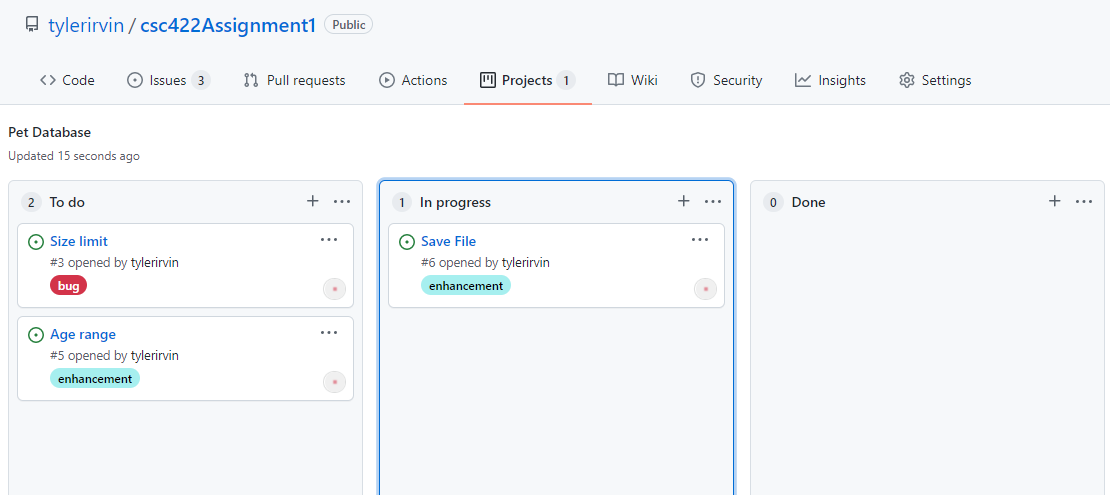 tylerirvin / csc422Assignment1 Public
Code Issues 3 Pull requests Actions Projects 1 Wiki Security Insights Settings
Pet Database
Updated 15 seconds ago
2 To do
Size limit
#3 opened by tylerirvin
bug
Age range
#5 opened by tylerirvin
enhancement
1 In progress
Save File
#6 opened by tylerirvin
enhancement
0 Done